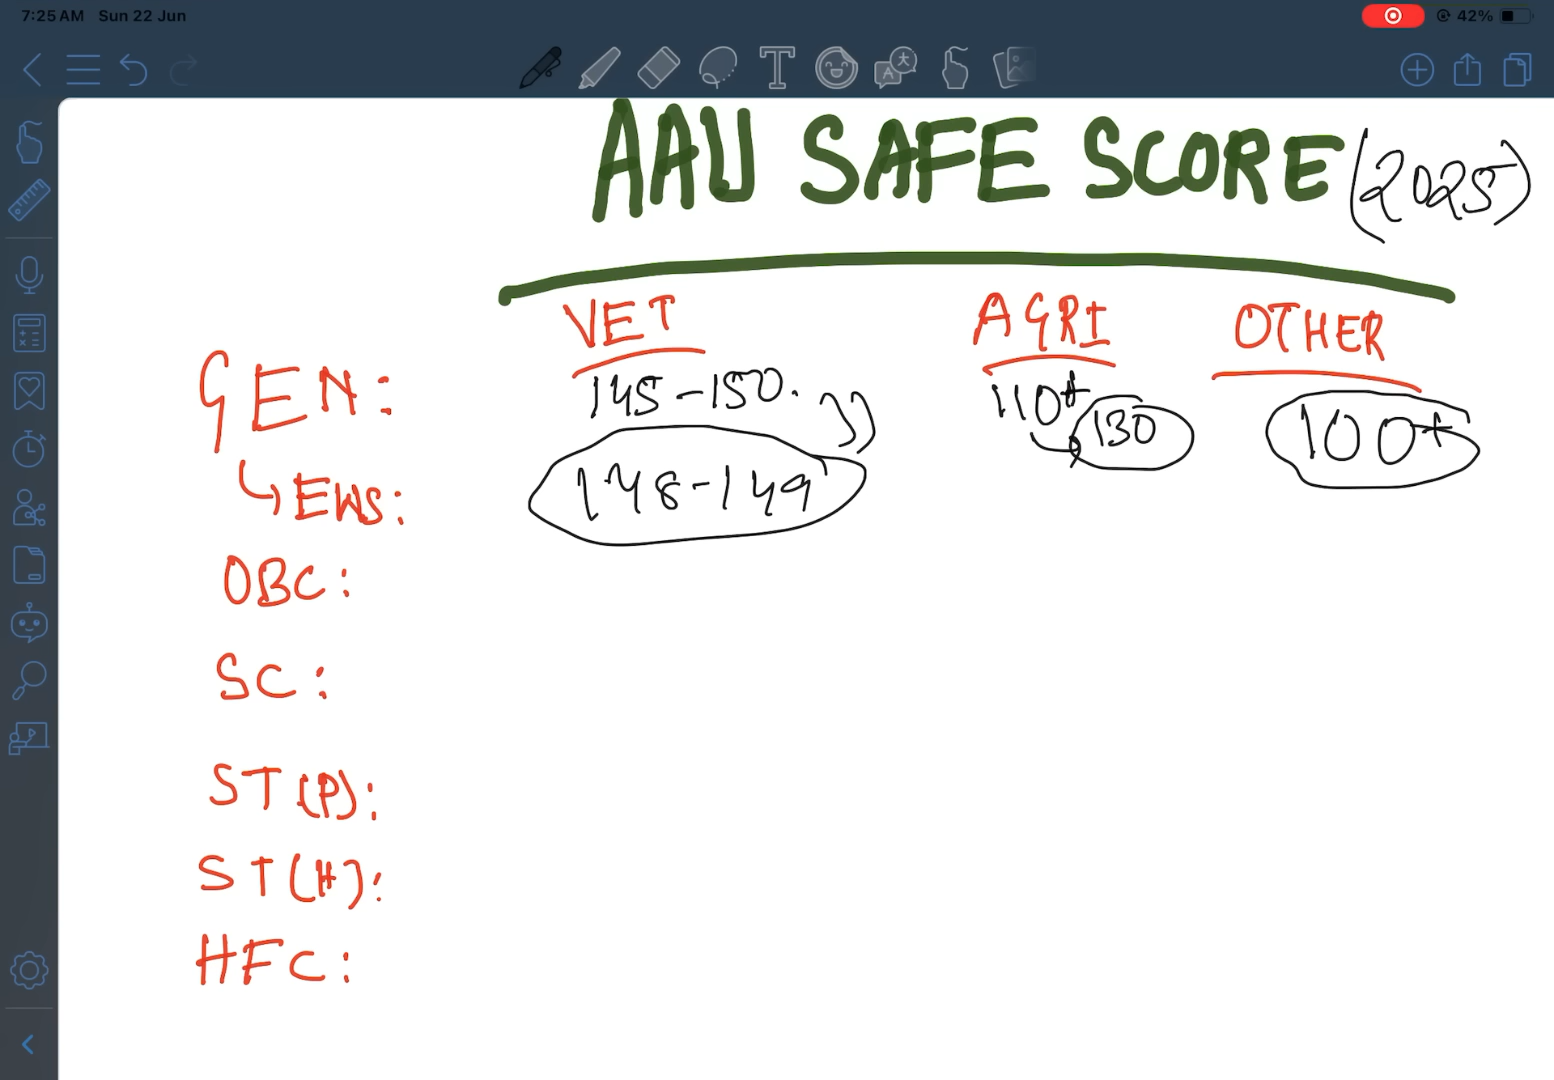 7:25 AM Sun 22 Jun
42%
AAU SAFE SCORE (2025)
VET AGRI OTHER
GEN: 145-150. 110+ 130 100+
EWS: 148-149
OBC:
SC:
ST(P):
ST(H):
HFC: